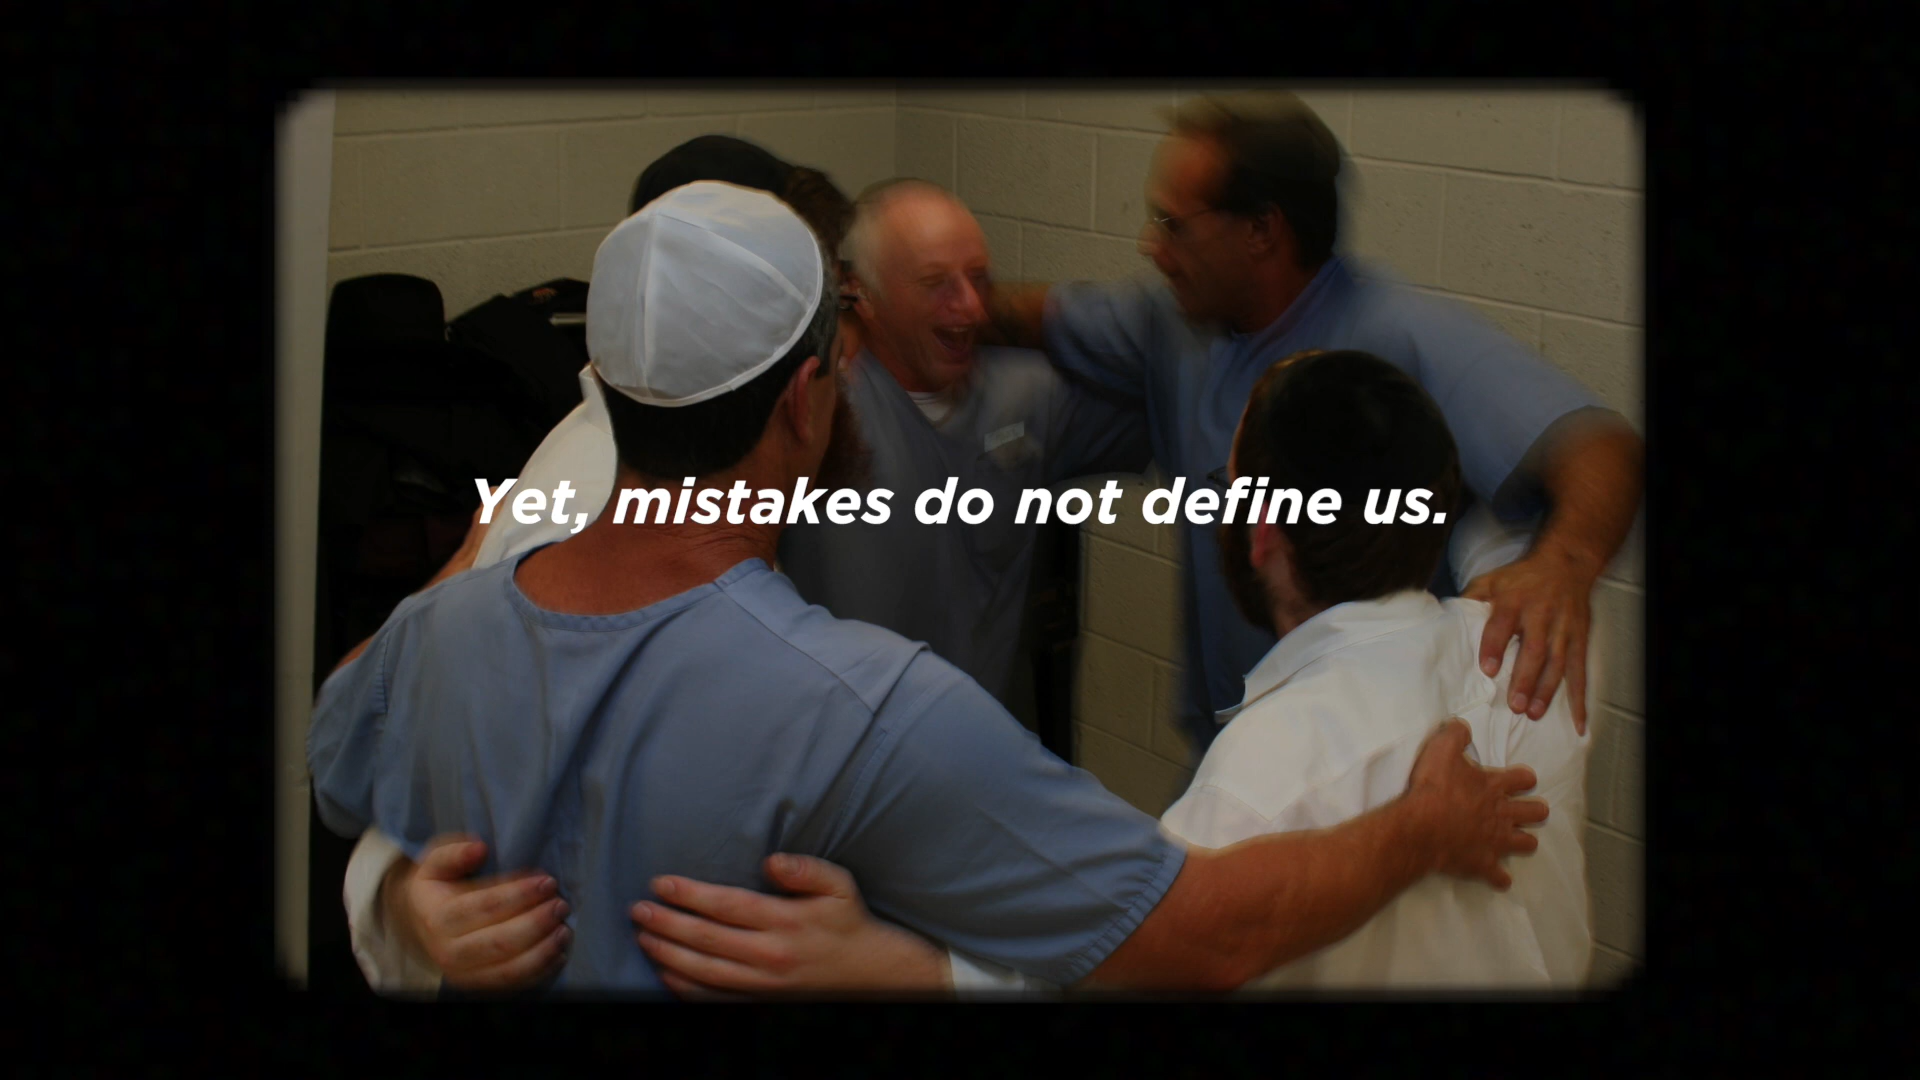 Yet, mistakes do not define us.